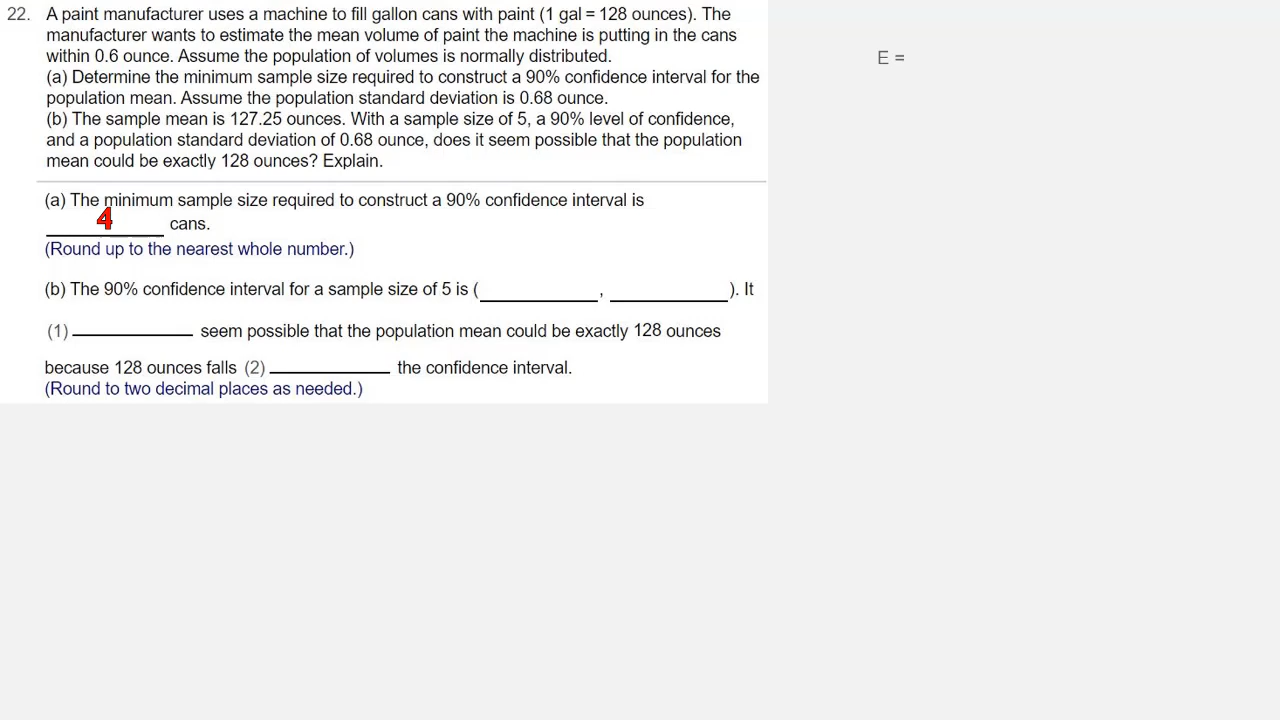 22. A paint manufacturer uses a machine to fill gallon cans with paint (1 gal = 128 ounces). The
manufacturer wants to estimate the mean volume of paint the machine is putting in the cans
within 0.6 ounce. Assume the population of volumes is normally distributed.
(a) Determine the minimum sample size required to construct a 90% confidence interval for the
population mean. Assume the population standard deviation is 0.68 ounce.
(b) The sample mean is 127.25 ounces. With a sample size of 5, a 90% level of confidence,
and a population standard deviation of 0.68 ounce, does it seem possible that the population
mean could be exactly 128 ounces? Explain.
(a) The minimum sample size required to construct a 90% confidence interval is
4 cans.
(Round up to the nearest whole number.)
(b) The 90% confidence interval for a sample size of 5 is (__________, __________). It
(1) __________ seem possible that the population mean could be exactly 128 ounces
because 128 ounces falls (2) __________ the confidence interval.
(Round to two decimal places as needed.)
E =